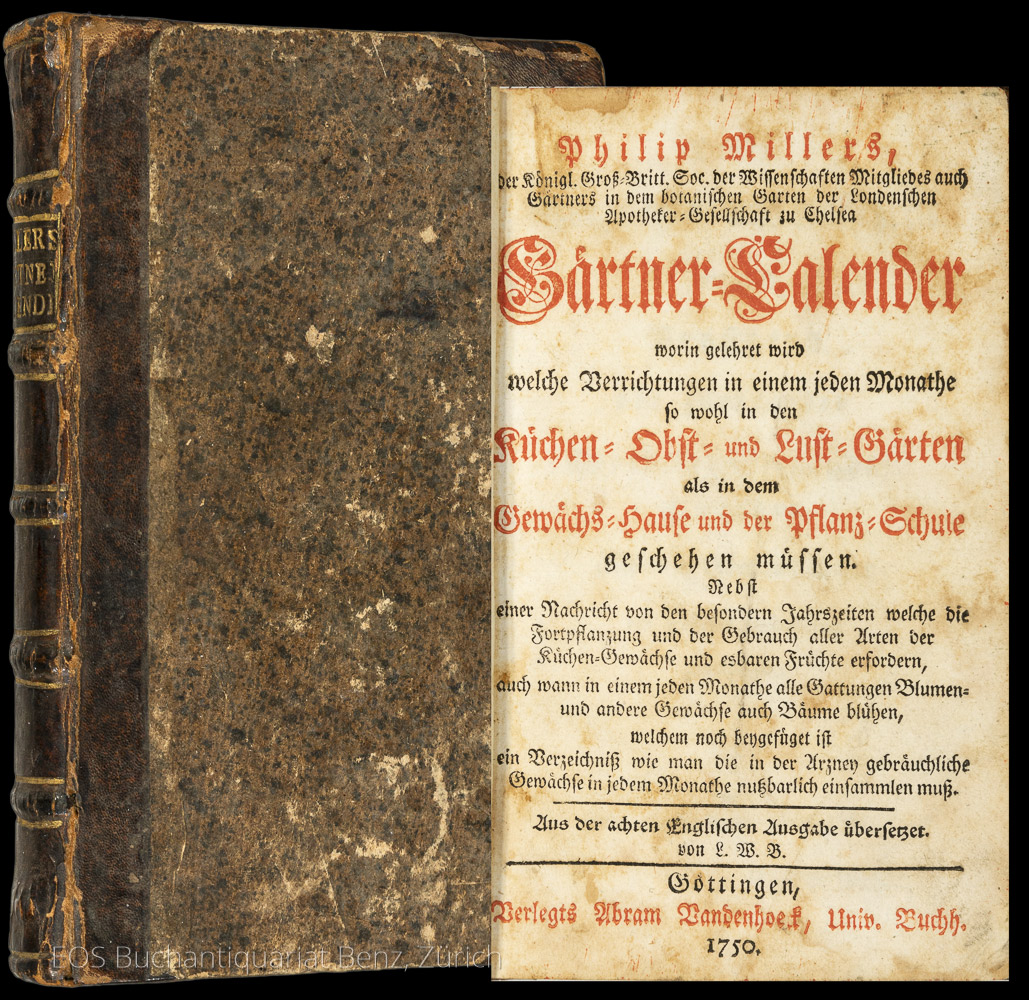 LERS
TNE
ENDE
Philip Millers,
der Königl. Groß-Britt. Soc. der Wissenschaften Mitgliedes auch
Gärtners in dem botanischen Garten der Londenschen
Apotheker-Gesellschaft zu Chelsea
Gärtner-Calender
worin gelehret wird
welche Verrichtungen in einem jeden Monathe
so wohl in den
Küchen- Obst- und Lust-Gärten
als in dem
Gewächs-Hause und der Pflanz-Schule
geschehen müssen.
Nebst
einer Nachricht von den besondern Jahrszeiten welche die
Fortpflanzung und der Gebrauch aller Arten der
Küchen-Gewächse und esbaren Früchte erfordern,
auch wann in einem jeden Monathe alle Gattungen Blumen-
und andere Gewächse auch Bäume blühen,
welchem noch beygefüget ist
ein Verzeichniß wie man die in der Arzney gebräuchliche
Gewächse in jedem Monathe nutzbarlich einsammlen muß.
Aus der achten Englischen Ausgabe übersetzet.
von L. W. B.
Göttingen,
Verlegts Abram Vandenhoeck, Univ. Buchh.
1750.
EOS Buchantiquariat Benz, Zürich